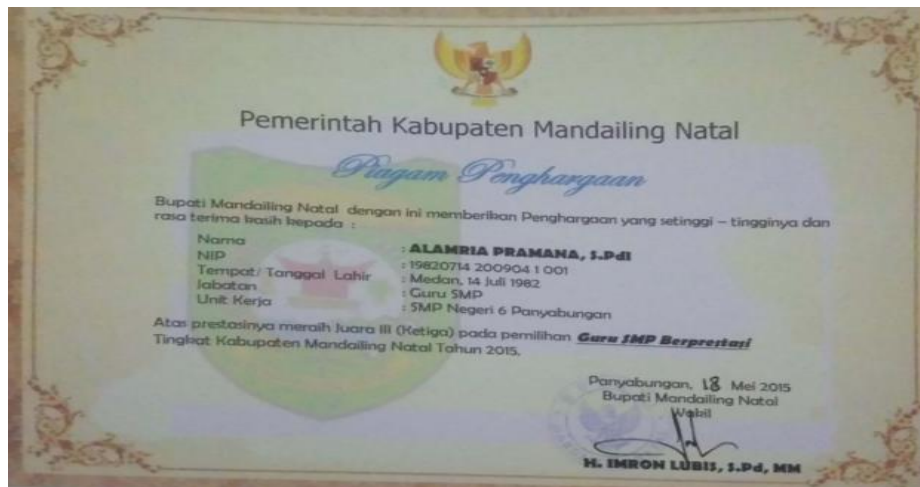 Pemerintah Kabupaten Mandailing Natal
Piagam Penghargaan
Bupati Mandailing Natal dengan ini memberikan Penghargaan yang setinggi – tingginya dan
rasa terima kasih kepada :
Nama : ALAMRIA PRAMANA, S.PdI
NIP : 19820714 200904 1 001
Tempat/ Tanggal Lahir : Medan, 14 Juli 1982
Jabatan : Guru SMP
Unit Kerja : SMP Negeri 6 Panyabungan
Atas prestasinya meraih Juara III (Ketiga) pada pemilihan Guru SMP Berprestasi
Tingkat Kabupaten Mandailing Natal Tahun 2015.
Panyabungan, 18 Mei 2015
Bupati Mandailing Natal
Wakil
H. IMRON LUBIS, S.Pd, MM